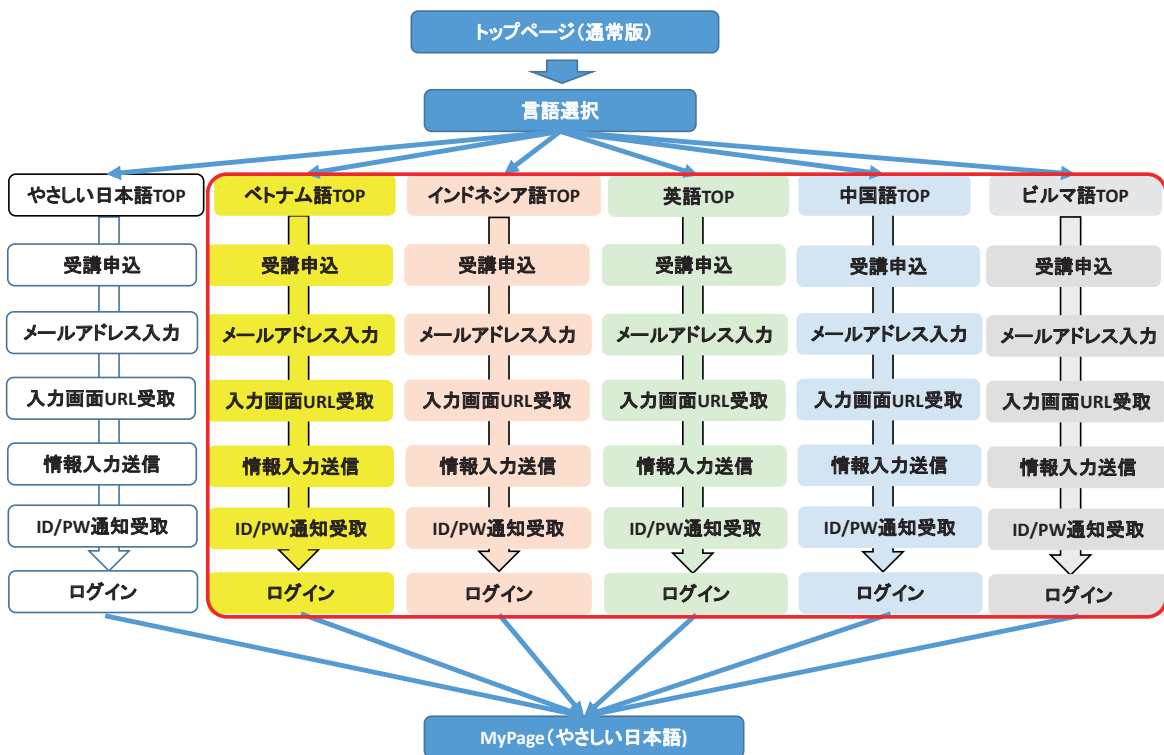 トップページ(通常版)
言語選択
やさしい日本語TOP
ベトナム語TOP
インドネシア語TOP
英語TOP
中国語TOP
ビルマ語TOP
受講申込
受講申込
受講申込
受講申込
受講申込
受講申込
メールアドレス入力
メールアドレス入力
メールアドレス入力
メールアドレス入力
メールアドレス入力
メールアドレス入力
入力画面URL受取
入力画面URL受取
入力画面URL受取
入力画面URL受取
入力画面URL受取
入力画面URL受取
情報入力送信
情報入力送信
情報入力送信
情報入力送信
情報入力送信
情報入力送信
ID/PW通知受取
ID/PW通知受取
ID/PW通知受取
ID/PW通知受取
ID/PW通知受取
ID/PW通知受取
ログイン
ログイン
ログイン
ログイン
ログイン
ログイン
MyPage(やさしい日本語)